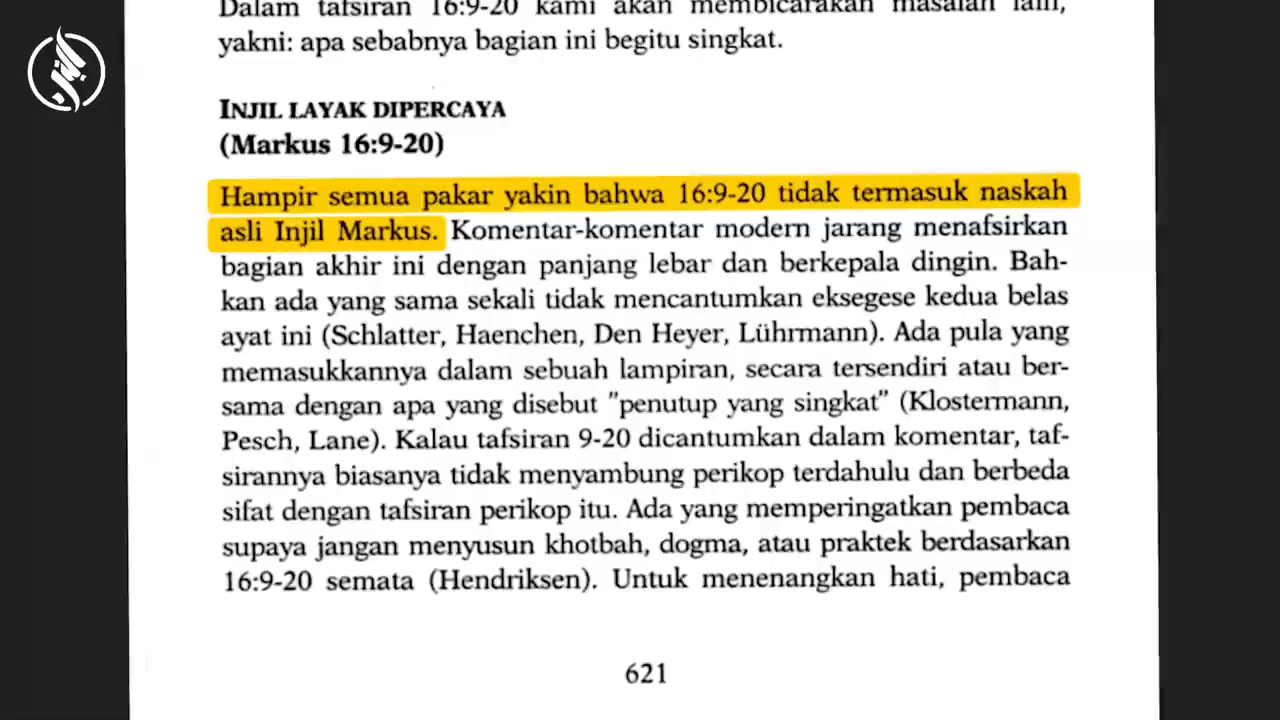 Dalam tafsiran 16:9-20 kami akan membicarakan masalah lain,
yakni: apa sebabnya bagian ini begitu singkat.
INJIL LAYAK DIPERCAYA
(Markus 16:9-20)
Hampir semua pakar yakin bahwa 16:9-20 tidak termasuk naskah
asli Injil Markus. Komentar-komentar modern jarang menafsirkan
bagian akhir ini dengan panjang lebar dan berkepala dingin. Bah-
kan ada yang sama sekali tidak mencantumkan eksegese kedua belas
ayat ini (Schlatter, Haenchen, Den Heyer, Lührmann). Ada pula yang
memasukkannya dalam sebuah lampiran, secara tersendiri atau ber-
sama dengan apa yang disebut "penutup yang singkat" (Klostermann,
Pesch, Lane). Kalau tafsiran 9-20 dicantumkan dalam komentar, taf-
sirannya biasanya tidak menyambung perikop terdahulu dan berbeda
sifat dengan tafsiran perikop itu. Ada yang memperingatkan pembaca
supaya jangan menyusun khotbah, dogma, atau praktek berdasarkan
16:9-20 semata (Hendriksen). Untuk menenangkan hati, pembaca
621